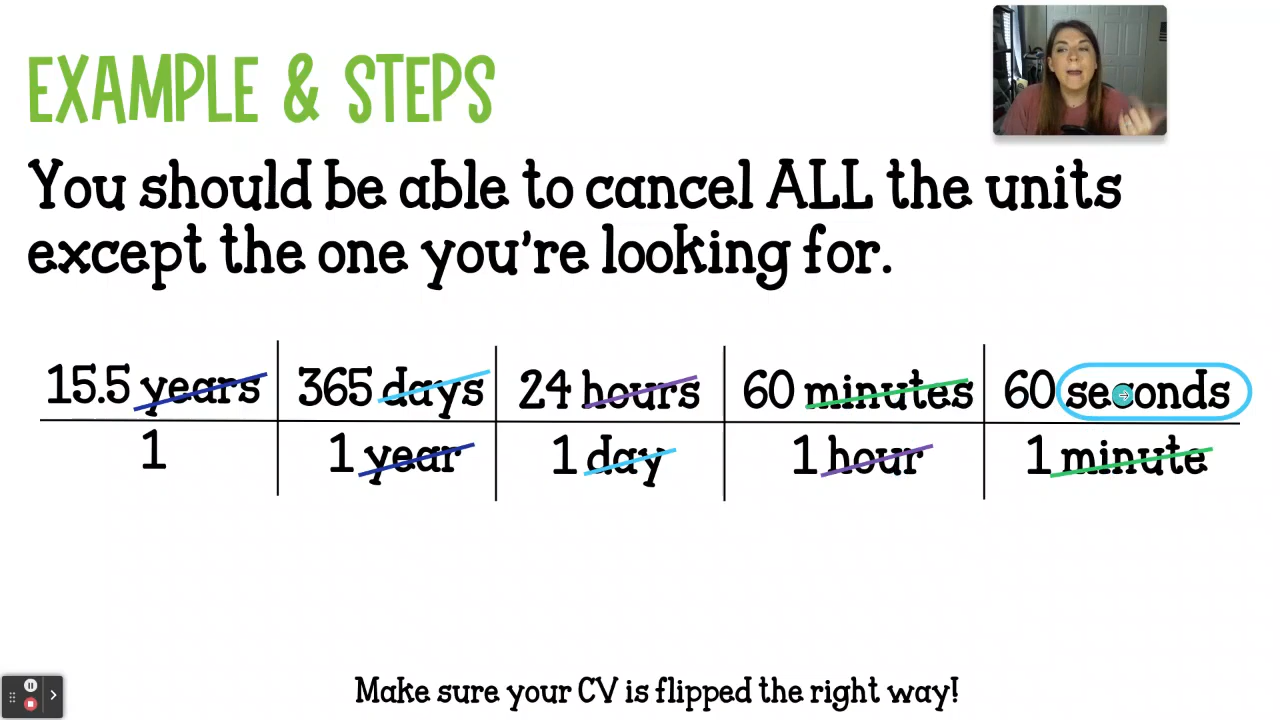 EXAMPLE & STEPS
You should be able to cancel ALL the units
except the one you're looking for.
15.5 years 365 days 24 hours 60 minutes 60 seconds
1 1 year 1 day 1 hour 1 minute
Make sure your CV is flipped the right way!